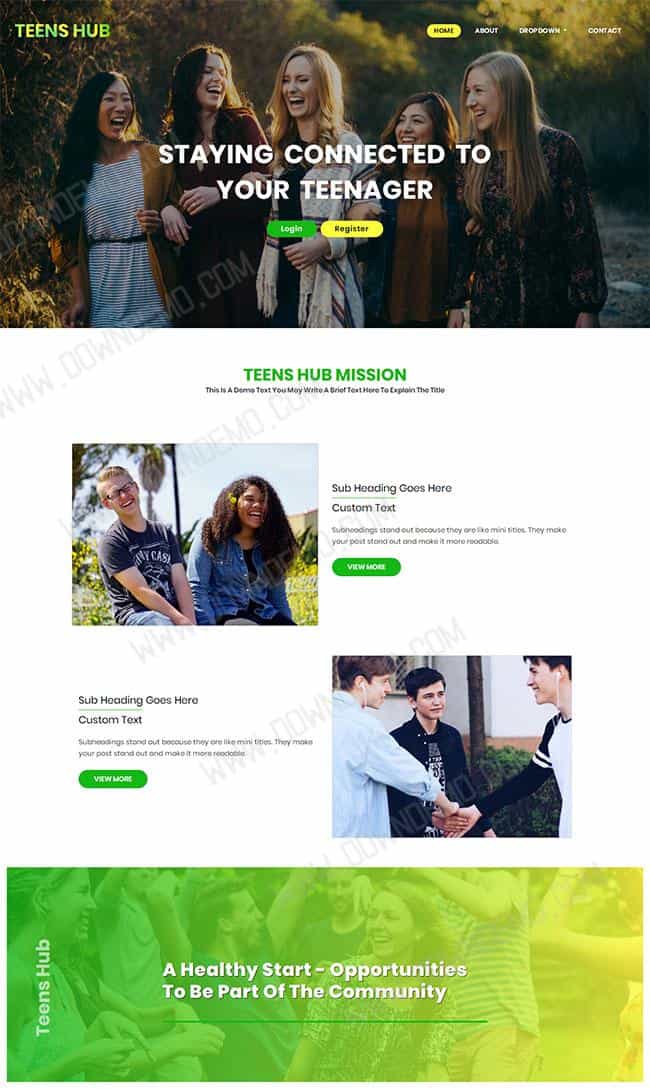 TEENS HUB
HOME ABOUT DROPDOWN CONTACT
STAYING CONNECTED TO
YOUR TEENAGER
Login Register
TEENS HUB MISSION
This Is A Demo Text You May Write A Brief Text Here To Explain The Title
Sub Heading Goes Here
Custom Text
Subheadings stand out because they are like mini titles. They make
your post stand out and make it more readable.
VIEW MORE
Sub Heading Goes Here
Custom Text
Subheadings stand out because they are like mini titles. They make
your post stand out and make it more readable.
VIEW MORE
Teens Hub
A Healthy Start - Opportunities
To Be Part Of The Community
WWW.DOWNDEMO.COM